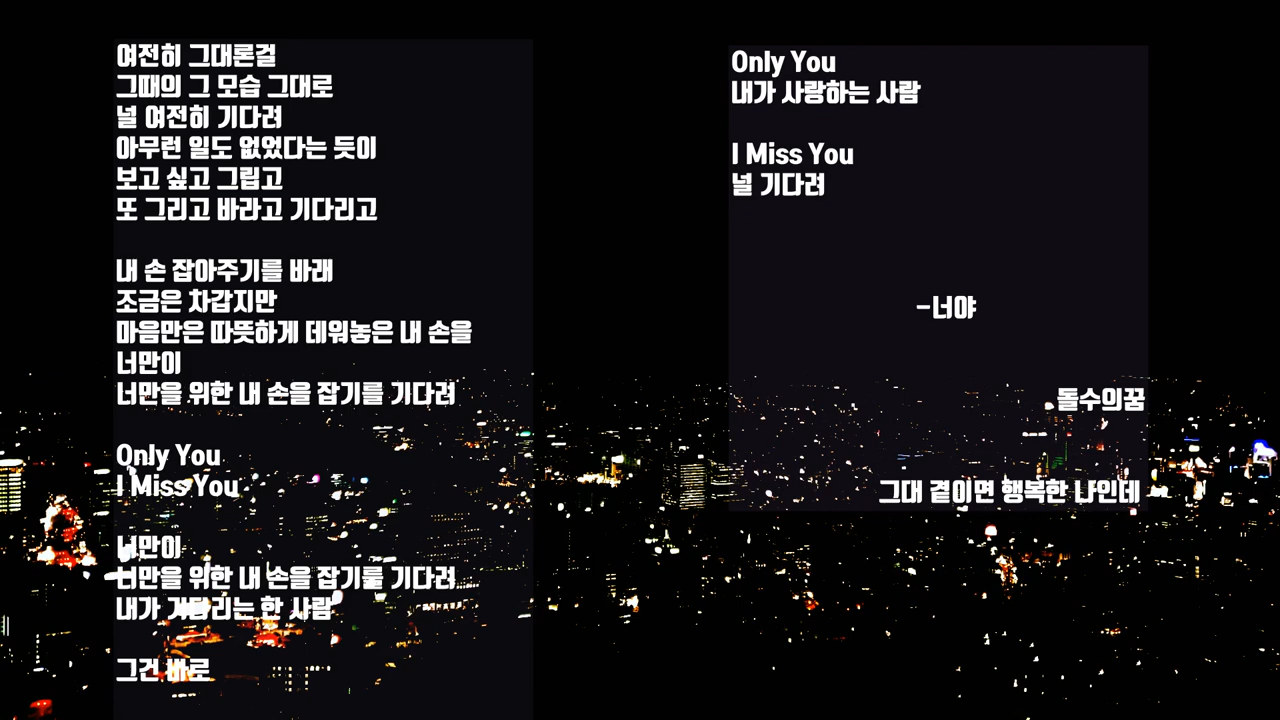 여전히 그대론걸
그때의 그 모습 그대로
널 여전히 기다려
아무런 일도 없었다는 듯이
보고 싶고 그립고
또 그리고 바라고 기다리고
내 손 잡아주기를 바래
조금은 차갑지만
마음만은 따뜻하게 데워놓은 내 손을
너만이
너만을 위한 내 손을 잡기를 기다려
Only You
I Miss You
너만이
너만을 위한 내 손을 잡기를 기다려
내가 기다리는 한 사람
그건 바로
Only You
내가 사랑하는 사람
I Miss You
널 기다려
-너야
돌수의꿈
그대 곁이면 행복한 나인데